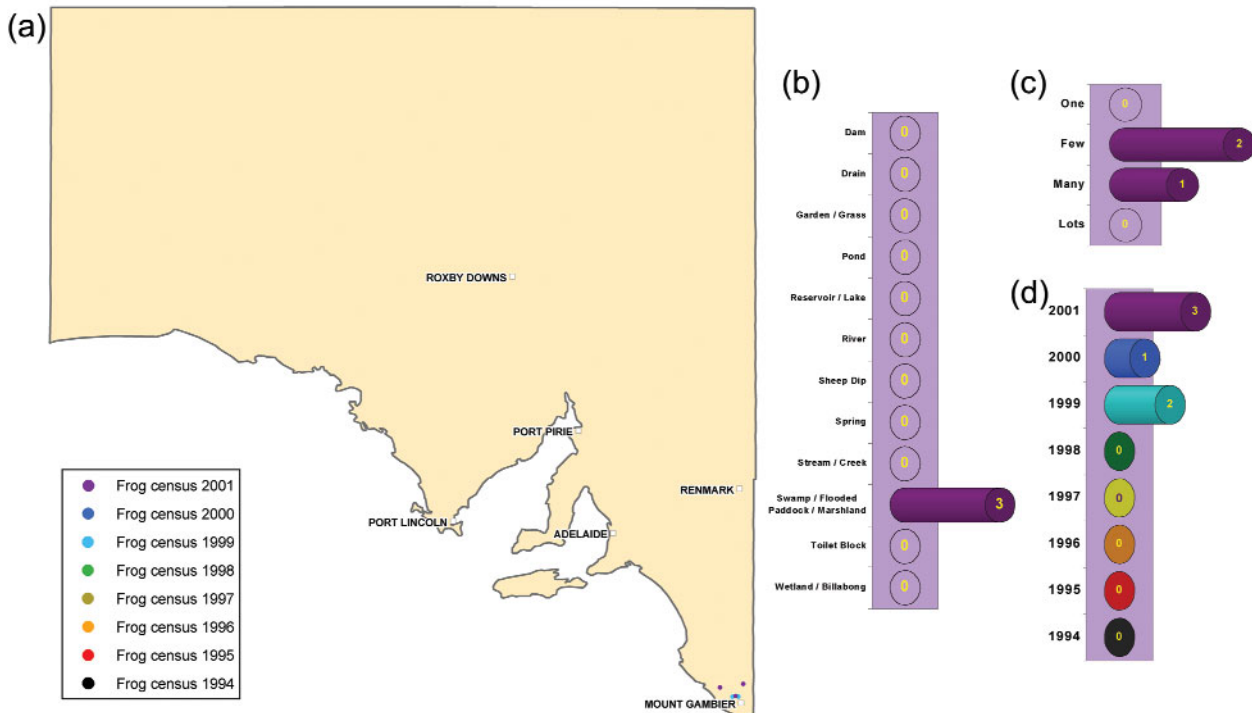 (a)
ROXBY DOWNS
PORT PIRIE
RENMARK
PORT LINCOLN
ADELAIDE
MOUNT GAMBIER
Frog census 2001
Frog census 2000
Frog census 1999
Frog census 1998
Frog census 1997
Frog census 1996
Frog census 1995
Frog census 1994
(b)
Dam 0
Drain 0
Garden / Grass 0
Pond 0
Reservoir / Lake 0
River 0
Sheep Dip 0
Spring 0
Stream / Creek 0
Swamp / Flooded
Paddock / Marshland 3
Toilet Block 0
Wetland / Billabong 0
(c)
One 0
Few 2
Many 1
Lots 0
(d)
2001 3
2000 1
1999 2
1998 0
1997 0
1996 0
1995 0
1994 0